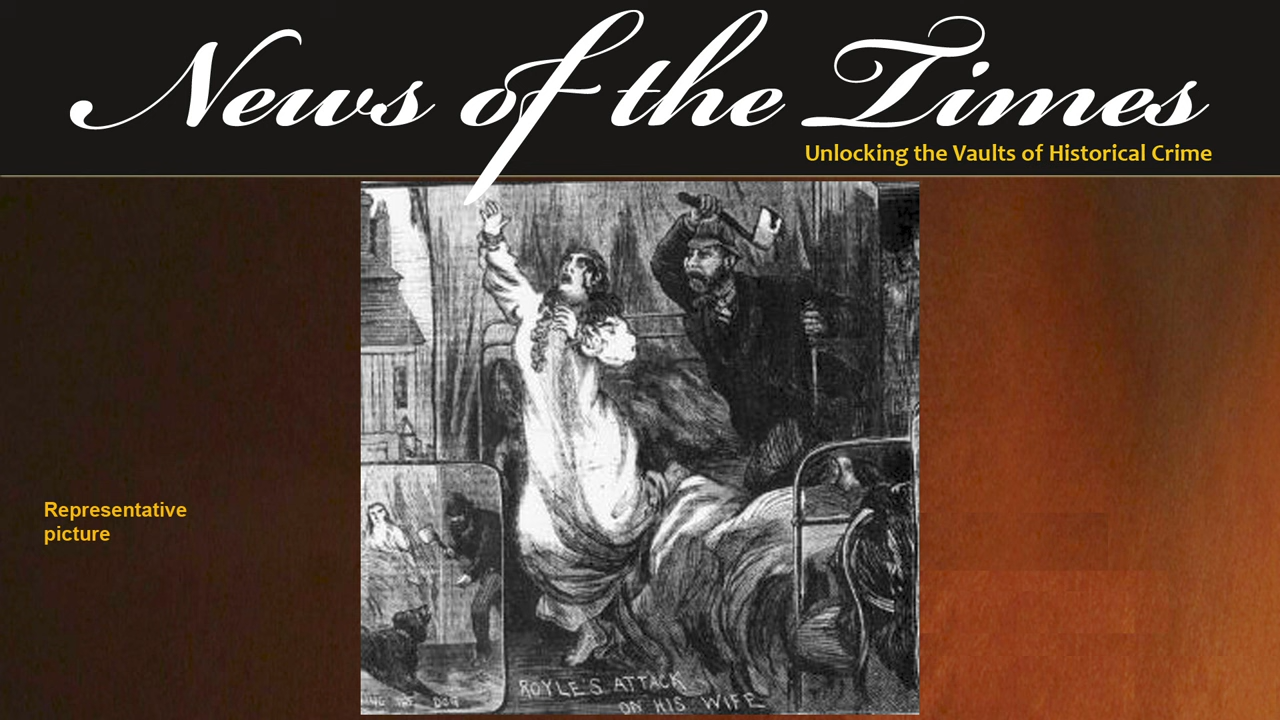 News of the Times
Unlocking the Vaults of Historical Crime
Representative
picture
ROYLE'S ATTACK
ON HIS WIFE
DOG